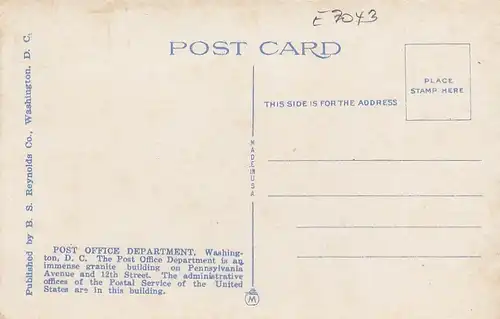 E7043
POST CARD
PLACE
STAMP HERE
THIS SIDE IS FOR THE ADDRESS
MADE IN USA
Published by B. S. Reynolds Co., Washington, D. C.
POST OFFICE DEPARTMENT, Washing-
ton, D. C. The Post Office Department is an
immense granite building on Pennsylvania
Avenue and 12th Street. The administrative
offices of the Postal Service of the United
States are in this building.
M